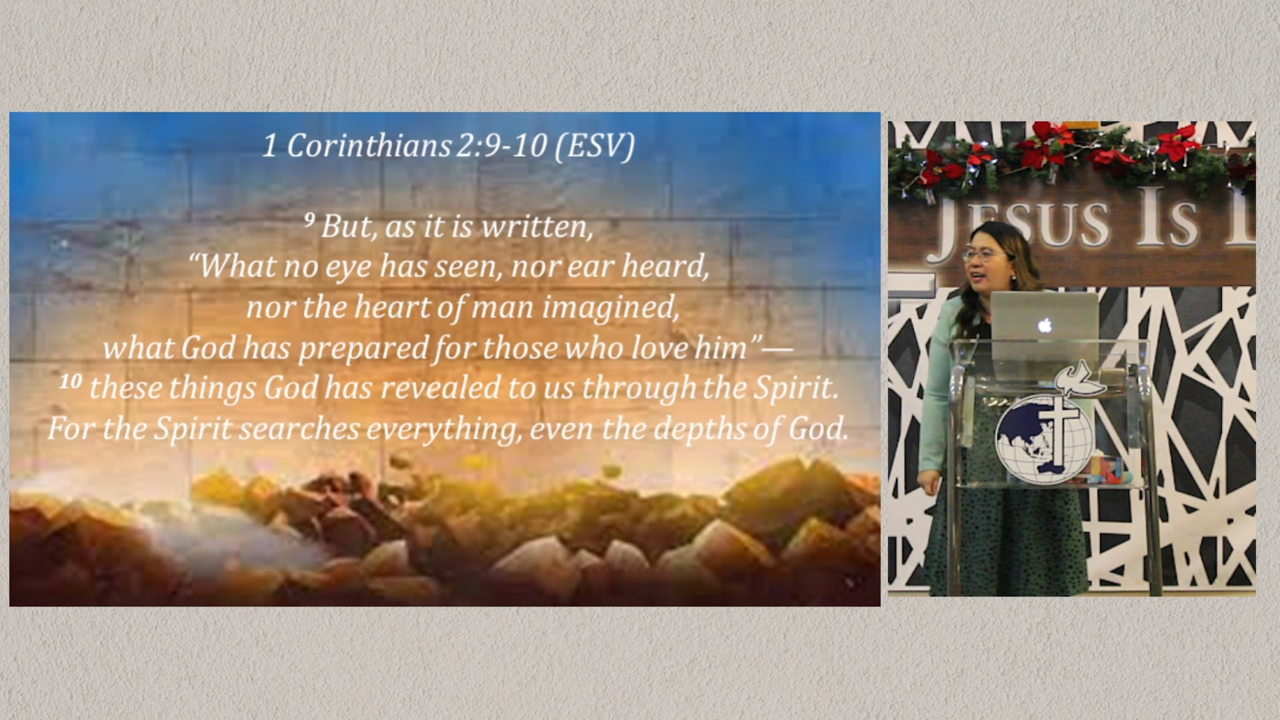 1 Corinthians 2:9-10 (ESV)
⁹ But, as it is written,
“What no eye has seen, nor ear heard,
nor the heart of man imagined,
what God has prepared for those who love him”—
¹⁰ these things God has revealed to us through the Spirit.
For the Spirit searches everything, even the depths of God.
JESUS IS L